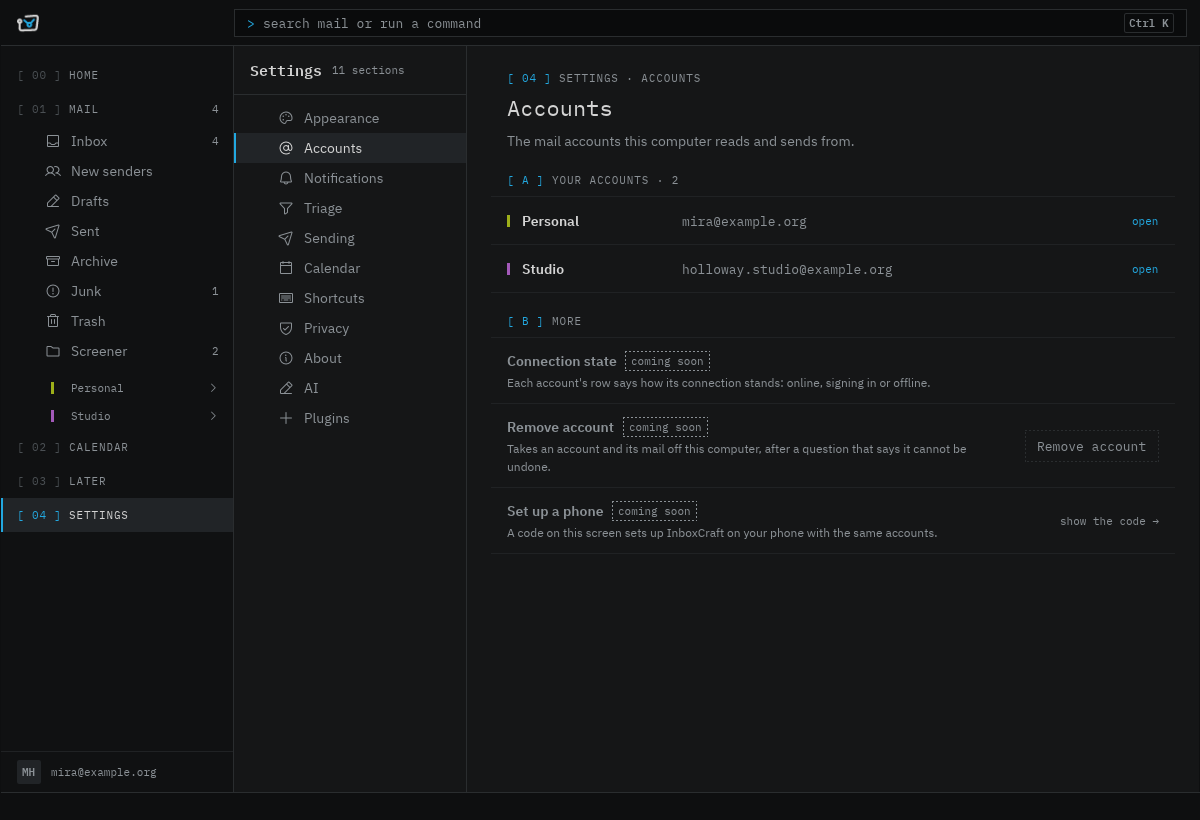 > search mail or run a command Ctrl K
[ 00 ] HOME
[ 01 ] MAIL 4
Inbox 4
New senders
Drafts
Sent
Archive
Junk 1
Trash
Screener 2
Personal
Studio
[ 02 ] CALENDAR
[ 03 ] LATER
[ 04 ] SETTINGS
MH mira@example.org
Settings 11 sections
Appearance
Accounts
Notifications
Triage
Sending
Calendar
Shortcuts
Privacy
About
AI
Plugins
[ 04 ] SETTINGS · ACCOUNTS
Accounts
The mail accounts this computer reads and sends from.
[ A ] YOUR ACCOUNTS · 2
Personal mira@example.org open
Studio holloway.studio@example.org open
[ B ] MORE
Connection state coming soon
Each account's row says how its connection stands: online, signing in or offline.
Remove account coming soon
Takes an account and its mail off this computer, after a question that says it cannot be
undone.
Remove account
Set up a phone coming soon
A code on this screen sets up InboxCraft on your phone with the same accounts.
show the code →